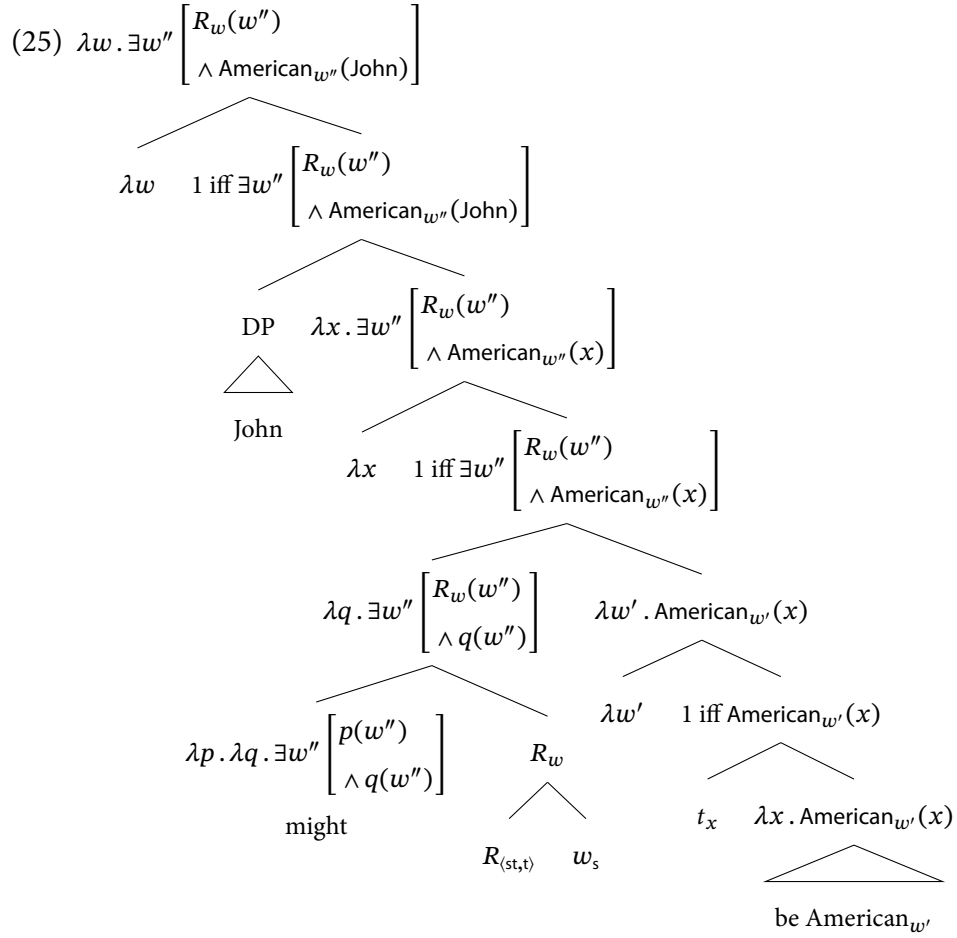 (25) λw . ∃w″ [R_w(w″)
∧ American_w″(John)]
λw 1 iff ∃w″ [R_w(w″)
∧ American_w″(John)]
DP λx . ∃w″ [R_w(w″)
∧ American_w″(x)]
John
λx 1 iff ∃w″ [R_w(w″)
∧ American_w″(x)]
λq . ∃w″ [R_w(w″)
∧ q(w″)]
λw′ . American_w′(x)
λw′ 1 iff American_w′(x)
λp . λq . ∃w″ [p(w″)
∧ q(w″)]
might
R_w
R_⟨st,t⟩ w_s
t_x λx . American_w′(x)
be American_w′